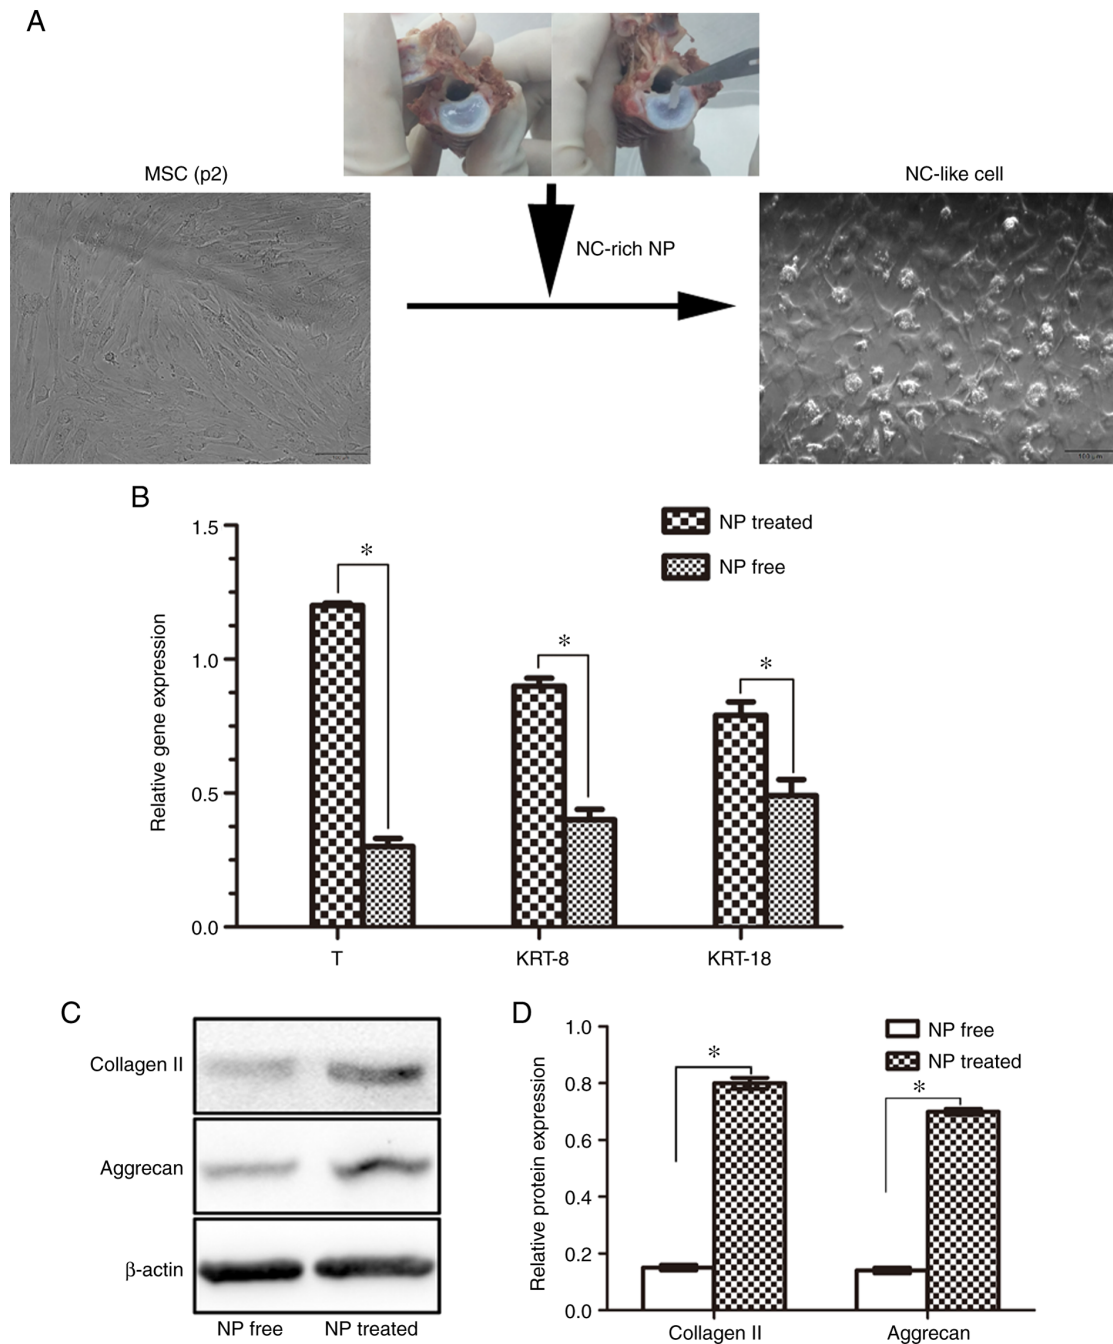 A
MSC (p2)
NC-like cell
NC-rich NP
100 µm
B
NP treated
NP free
*
*
*
1.5
1.0
0.5
0.0
Relative gene expression
T
KRT-8
KRT-18
C
Collagen II
Aggrecan
β-actin
NP free
NP treated
D
NP free
NP treated
*
*
1.0
0.8
0.6
0.4
0.2
0.0
Relative protein expression
Collagen II
Aggrecan